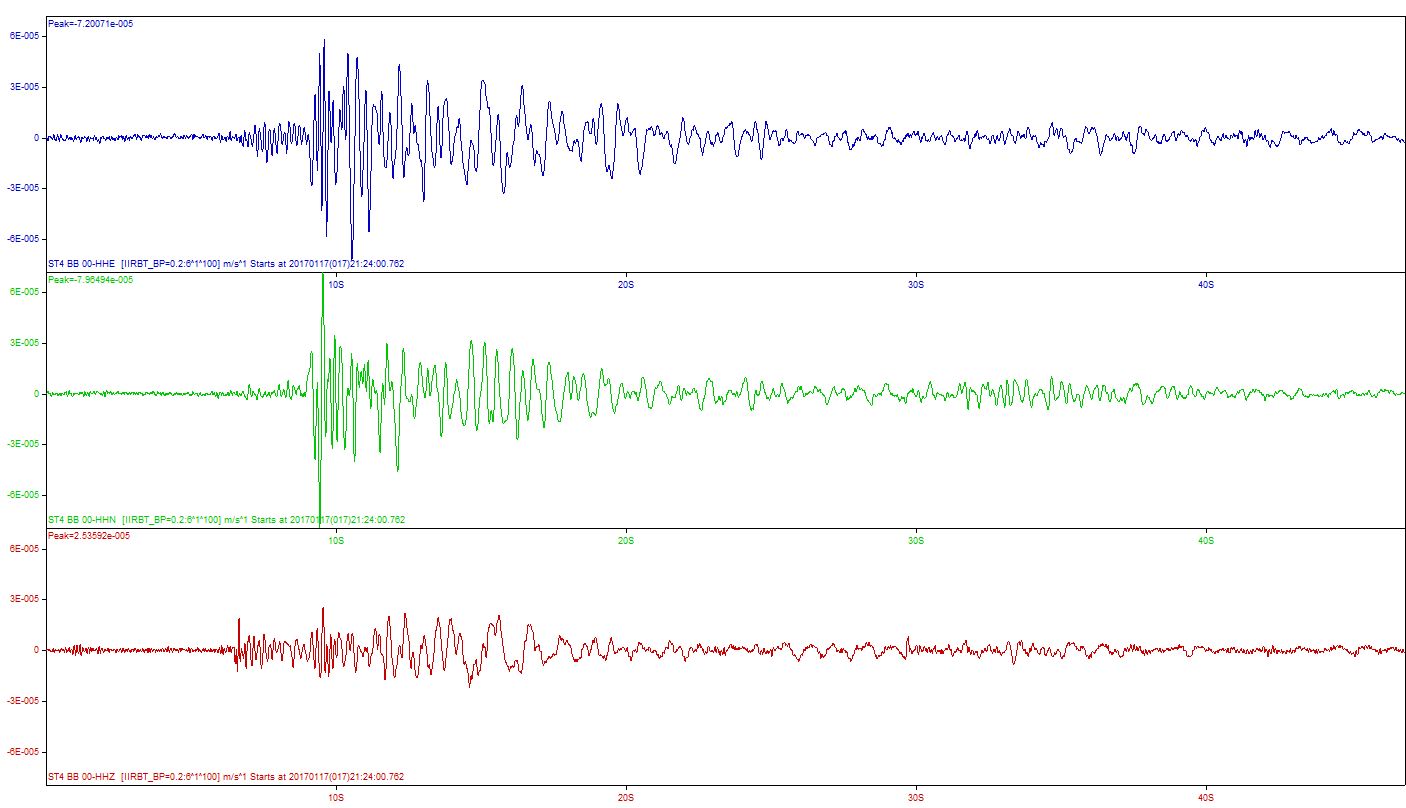 Peak=-7.20071e-005
6E-005
3E-005
0
-3E-005
-6E-005
ST4 BB 00-HHE [IIRBT_BP=0.2:6^1^100] m/s^1 Starts at 20170117(017)21:24:00.762
10S 20S 30S 40S
Peak=-7.96494e-005
6E-005
3E-005
0
-3E-005
-6E-005
ST4 BB 00-HHN [IIRBT_BP=0.2:6^1^100] m/s^1 Starts at 20170117(017)21:24:00.762
10S 20S 30S 40S
Peak=2.53592e-005
6E-005
3E-005
0
-3E-005
-6E-005
ST4 BB 00-HHZ [IIRBT_BP=0.2:6^1^100] m/s^1 Starts at 20170117(017)21:24:00.762
10S 20S 30S 40S